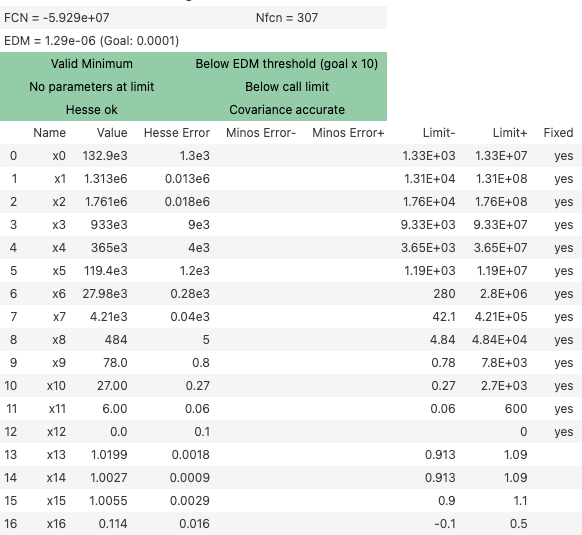 FCN = -5.929e+07 Nfcn = 307
EDM = 1.29e-06 (Goal: 0.0001)
Valid Minimum Below EDM threshold (goal x 10)
No parameters at limit Below call limit
Hesse ok Covariance accurate
Name Value Hesse Error Minos Error- Minos Error+ Limit- Limit+ Fixed
0 x0 132.9e3 1.3e3 1.33E+03 1.33E+07 yes
1 x1 1.313e6 0.013e6 1.31E+04 1.31E+08 yes
2 x2 1.761e6 0.018e6 1.76E+04 1.76E+08 yes
3 x3 933e3 9e3 9.33E+03 9.33E+07 yes
4 x4 365e3 4e3 3.65E+03 3.65E+07 yes
5 x5 119.4e3 1.2e3 1.19E+03 1.19E+07 yes
6 x6 27.98e3 0.28e3 280 2.8E+06 yes
7 x7 4.21e3 0.04e3 42.1 4.21E+05 yes
8 x8 484 5 4.84 4.84E+04 yes
9 x9 78.0 0.8 0.78 7.8E+03 yes
10 x10 27.00 0.27 0.27 2.7E+03 yes
11 x11 6.00 0.06 0.06 600 yes
12 x12 0.0 0.1 0 yes
13 x13 1.0199 0.0018 0.913 1.09
14 x14 1.0027 0.0009 0.913 1.09
15 x15 1.0055 0.0029 0.9 1.1
16 x16 0.114 0.016 -0.1 0.5